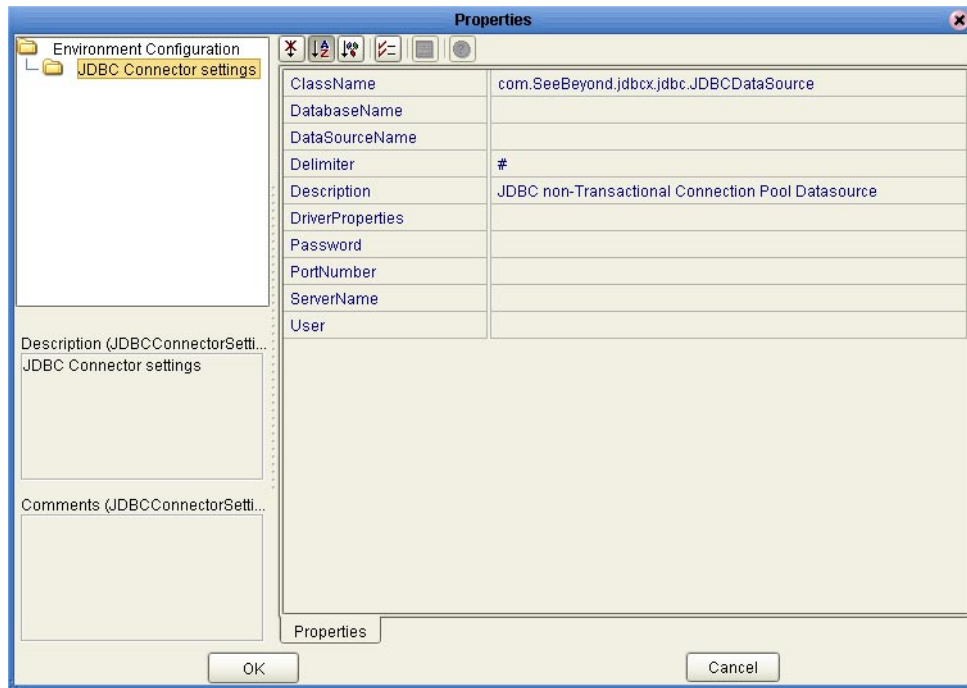 Properties
Environment Configuration
JDBC Connector settings
ClassName com.SeeBeyond.jdbcx.jdbc.JDBCDataSource
DatabaseName
DataSourceName
Delimiter #
Description JDBC non-Transactional Connection Pool Datasource
DriverProperties
Password
PortNumber
ServerName
User
Description (JDBCConnectorSetti...
JDBC Connector settings
Comments (JDBCConnectorSetti...
Properties
OK Cancel